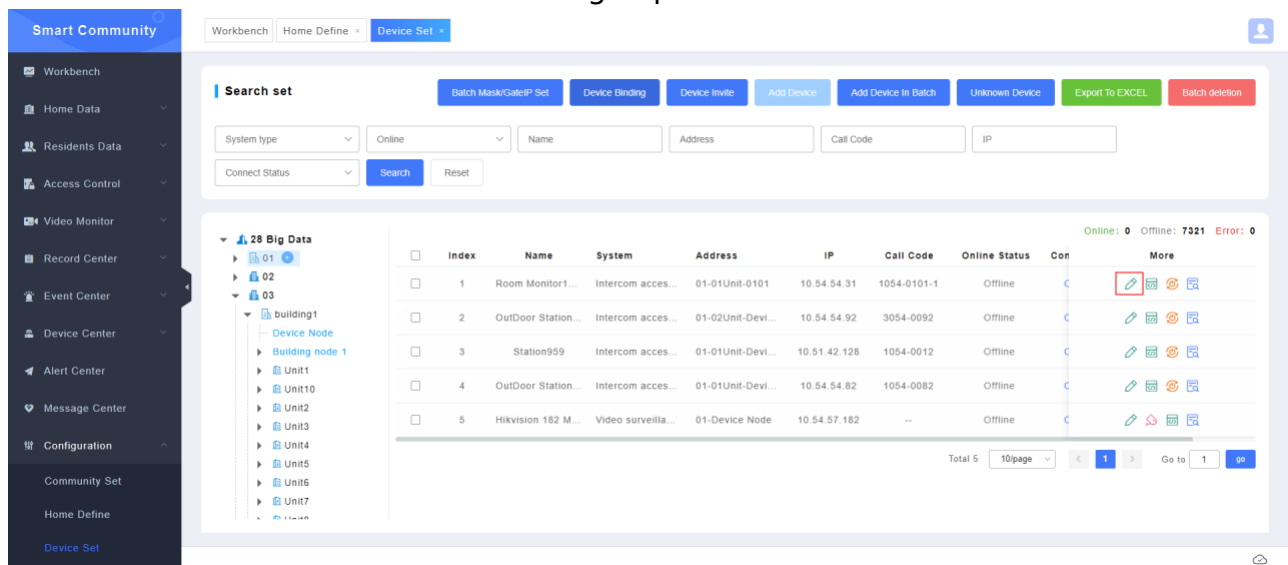 Smart Community
Workbench Home Define × Device Set ×
Workbench
Home Data
Residents Data
Access Control
Video Monitor
Record Center
Event Center
Device Center
Alert Center
Message Center
Configuration
Community Set
Home Define
Device Set
Search set
Batch Mask/GateIP Set Device Binding Device Invite Add Device Add Device In Batch Unknown Device Export To EXCEL Batch deletion
System type Online Name Address Call Code IP
Connect Status Search Reset
28 Big Data
01
02
03
building1
Device Node
Building node 1
Unit1
Unit10
Unit2
Unit3
Unit4
Unit5
Unit6
Unit7
Online: 0 Offline: 7321 Error: 0
Index Name System Address IP Call Code Online Status Con More
1 Room Monitor1... Intercom acces... 01-01Unit-0101 10.54.54.31 1054-0101-1 Offline
2 OutDoor Station... Intercom acces... 01-02Unit-Devi... 10.54.54.92 3054-0092 Offline
3 Station959 Intercom acces... 01-01Unit-Devi... 10.51.42.128 1054-0012 Offline
4 OutDoor Station... Intercom acces... 01-01Unit-Devi... 10.54.54.82 1054-0082 Offline
5 Hikvision 182 M... Video surveilla... 01-Device Node 10.54.57.182 -- Offline
Total 5 10/page < 1 > Go to 1 go